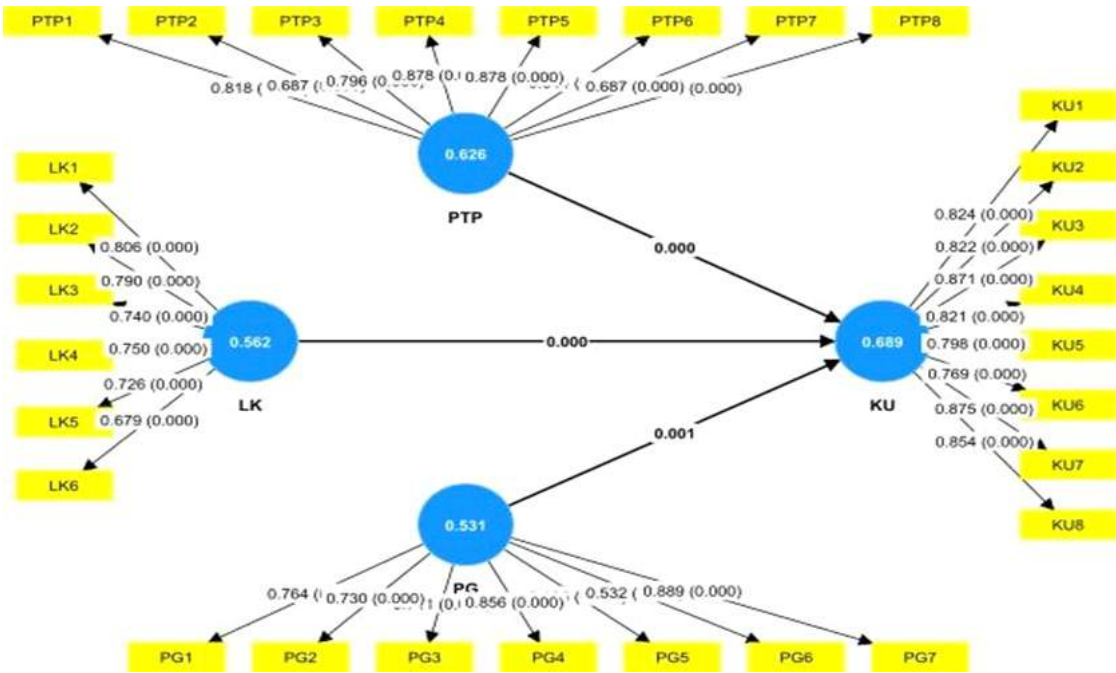 PTP1 PTP2 PTP3 PTP4 PTP5 PTP6 PTP7 PTP8
0.818 ( 0.687 ( 0.796 (0. 0.878 (0.878 (0.000) 0.687 (0.000) (0.000)
0.626
PTP
KU1
KU2
KU3
KU4
KU5
KU6
KU7
KU8
0.824 (0.000)
0.822 (0.000)
0.871 (0.000)
0.821 (0.000)
0.798 (0.000)
0.769 (0.000)
0.875 (0.000)
0.854 (0.000)
LK1
LK2
LK3
LK4
LK5
LK6
0.806 (0.000)
0.790 (0.000)
0.740 (0.000)
0.750 (0.000)
0.726 (0.000)
0.679 (0.000)
0.562
LK
0.000
0.000
0.001
0.689
KU
0.531
PG
0.764 ( 0.730 (0.000) 0.856 (0.000) 0.532 ( 0.889 (0.000)
PG1 PG2 PG3 PG4 PG5 PG6 PG7